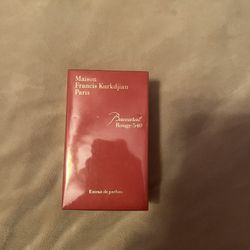 Maison
Francis Kurkdjian
Paris
Baccarat
Rouge 540
Extrait de parfum